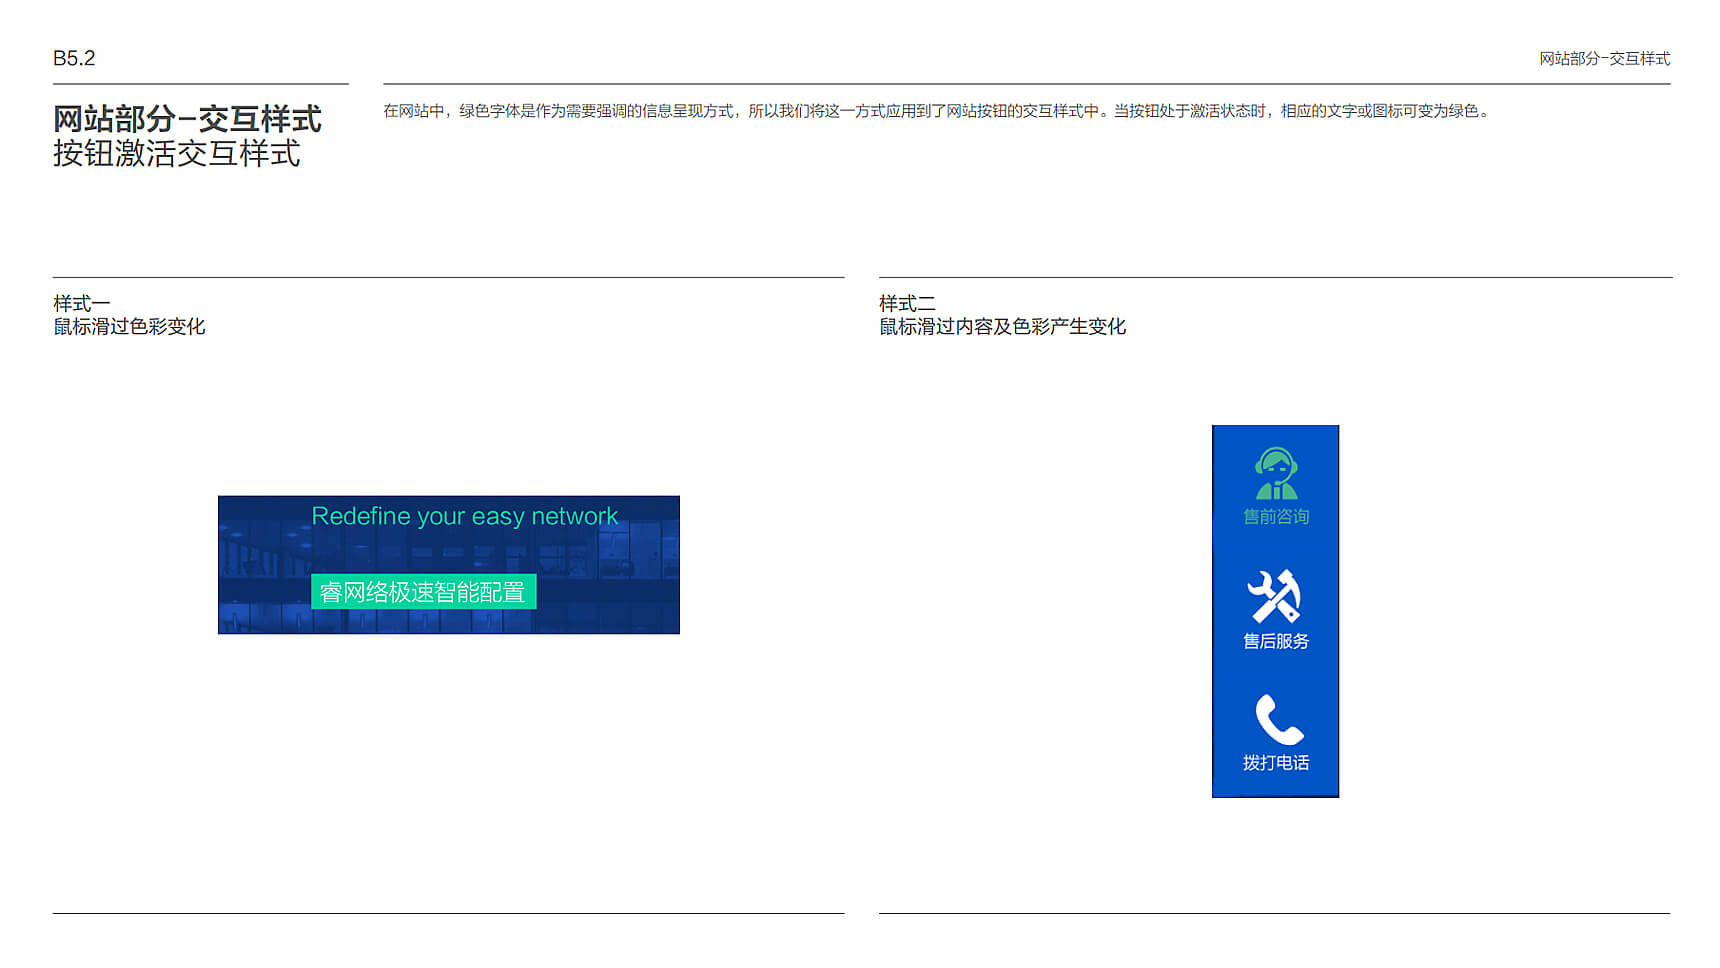 B5.2
网站部分-交互样式
网站部分-交互样式
按钮激活交互样式
在网站中，绿色字体是作为需要强调的信息呈现方式，所以我们将这一方式应用到了网站按钮的交互样式中。当按钮处于激活状态时，相应的文字或图标可变为绿色。
样式一
鼠标滑过色彩变化
Redefine your easy network
睿网络极速智能配置
样式二
鼠标滑过内容及色彩产生变化
售前咨询
售后服务
拨打电话